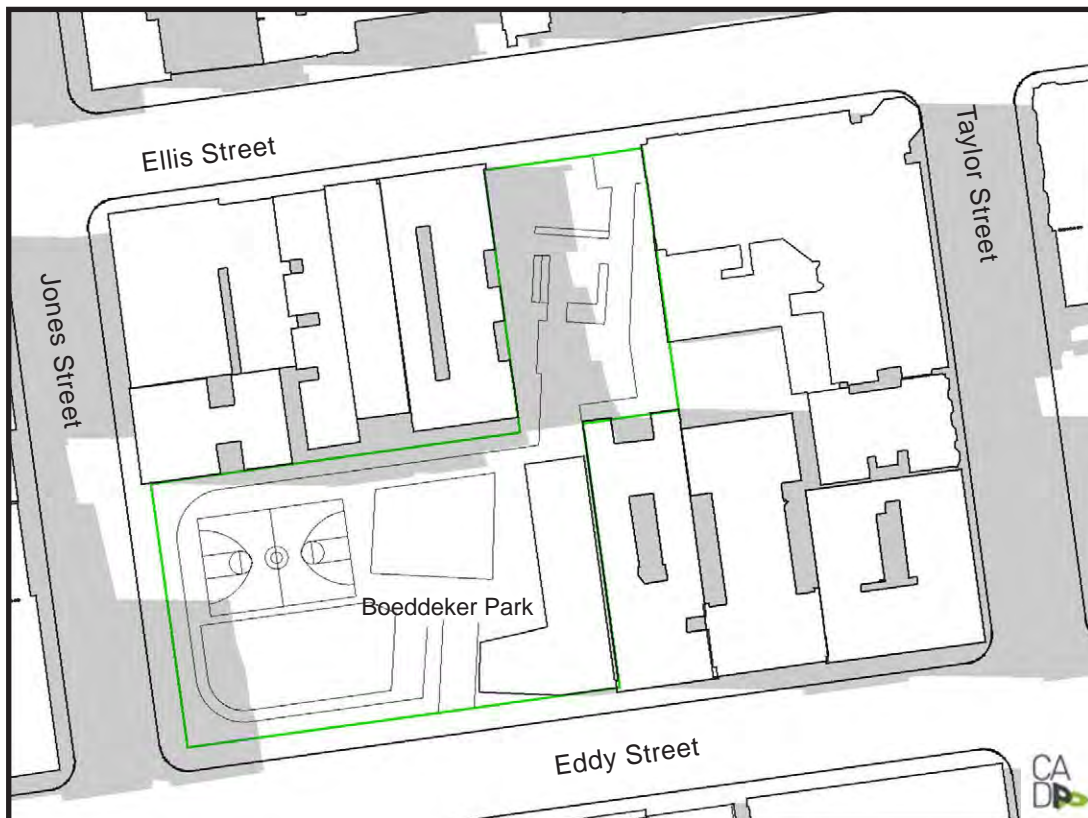 Ellis Street
Taylor Street
Jones Street
Boeddeker Park
Eddy Street
CA
DP